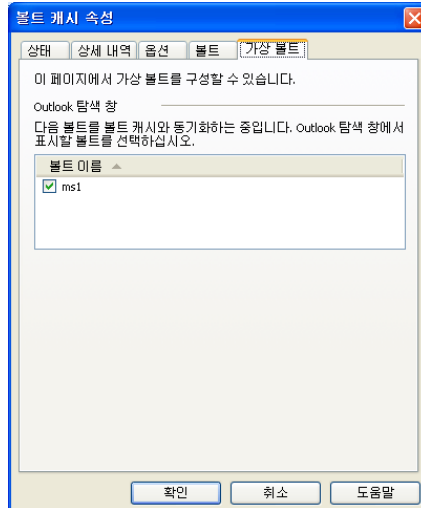 볼트 캐시 속성
상태 상세 내역 옵션 볼트 가상 볼트
이 페이지에서 가상 볼트를 구성할 수 있습니다.
Outlook 탐색 창
다음 볼트를 볼트 캐시와 동기화하는 중입니다. Outlook 탐색 창에서
표시할 볼트를 선택하십시오.
볼트 이름
ms1
확인 취소 도움말